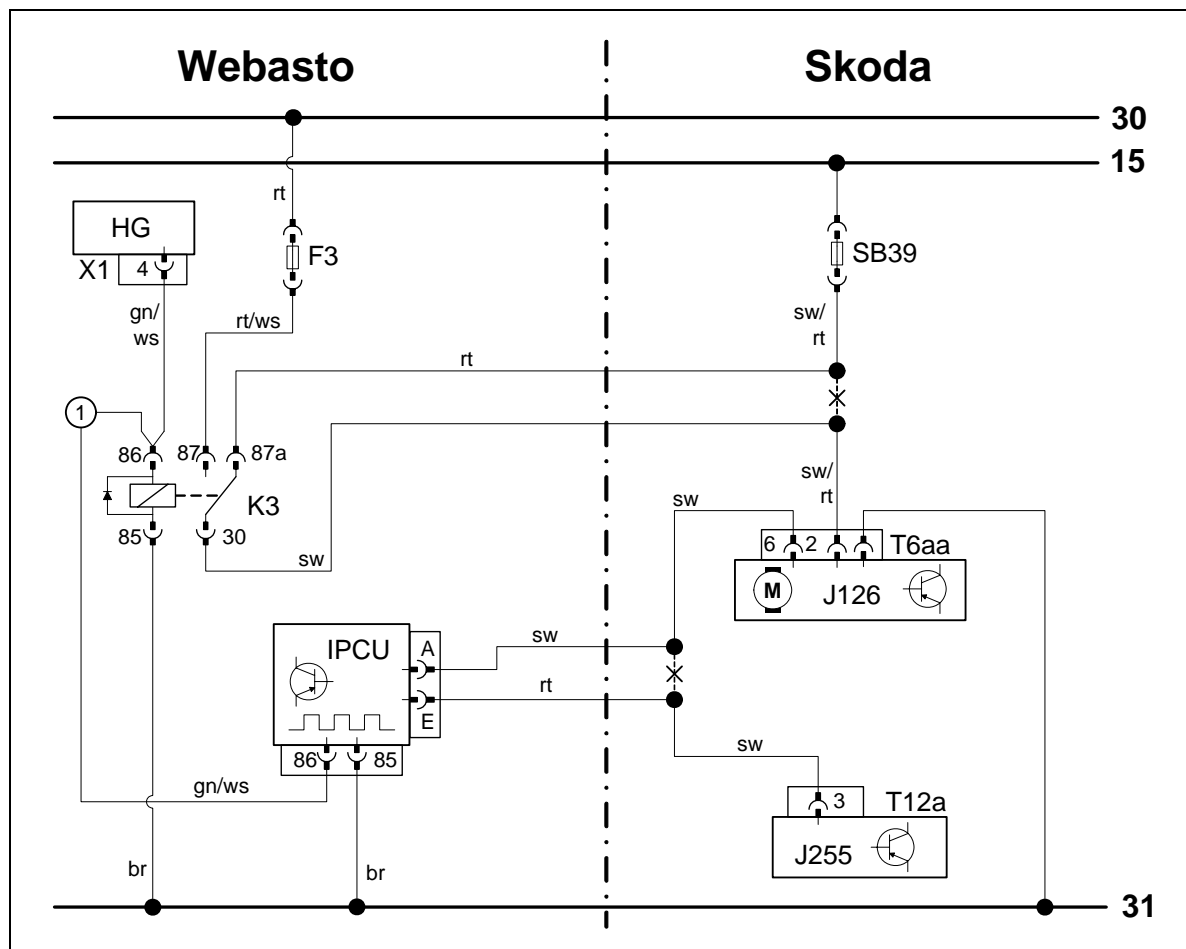 Webasto
Skoda
30
15
rt
HG
X1
4
F3
SB39
gn/
ws
rt/ws
sw/
rt
rt
1
86
87
87a
K3
85
30
sw
sw/
rt
sw
6
2
T6aa
M
J126
IPCU
A
E
sw
rt
86
85
gn/ws
sw
3
T12a
J255
br
br
31